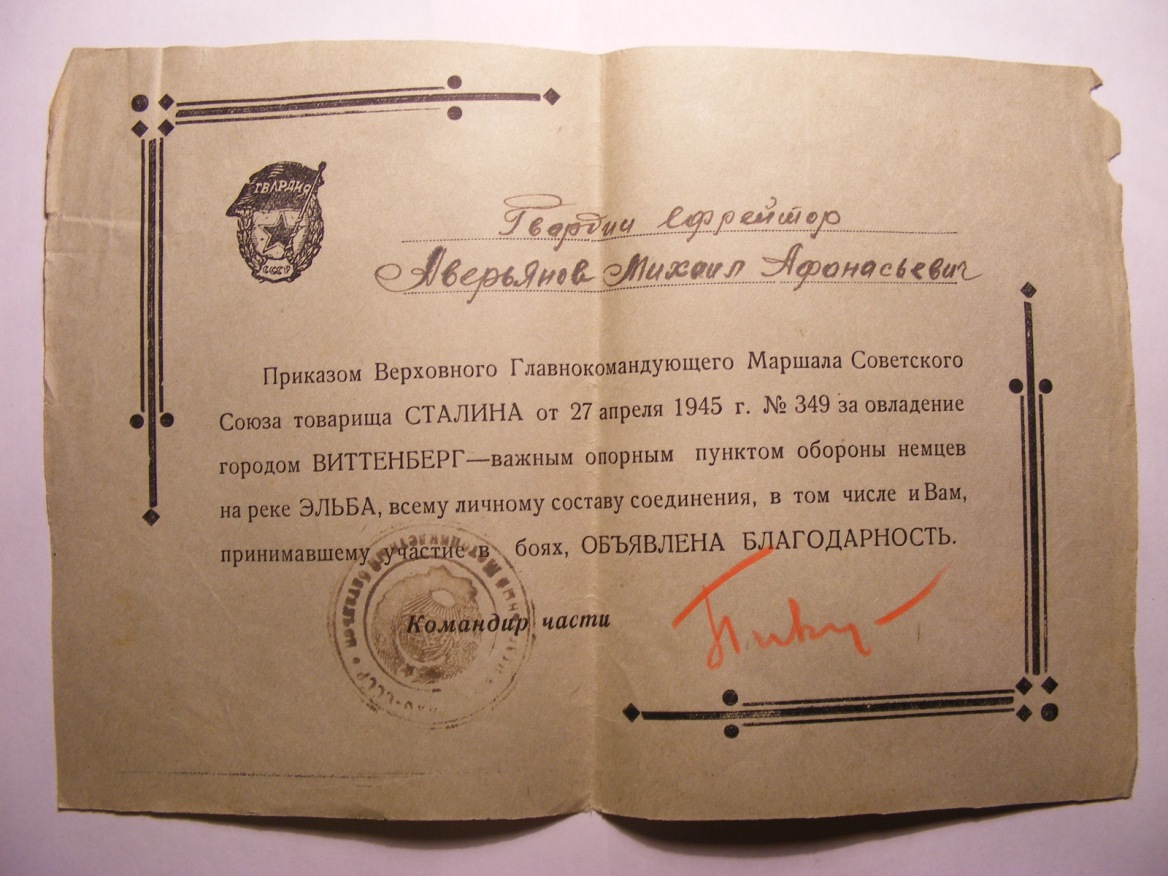 ГВАРДИЯ
СССР
Гвардии Ефрейтор
Аверьянов Михаил Афанасьевич
Приказом Верховного Главнокомандующего Маршала Советского
Союза товарища СТАЛИНА от 27 апреля 1945 г. № 349 за овладение
городом ВИТТЕНБЕРГ—важным опорным пунктом обороны немцев
на реке ЭЛЬБА, всему личному составу соединения, в том числе и Вам,
принимавшему участие в боях, ОБЪЯВЛЕНА БЛАГОДАРНОСТЬ.
Командир части